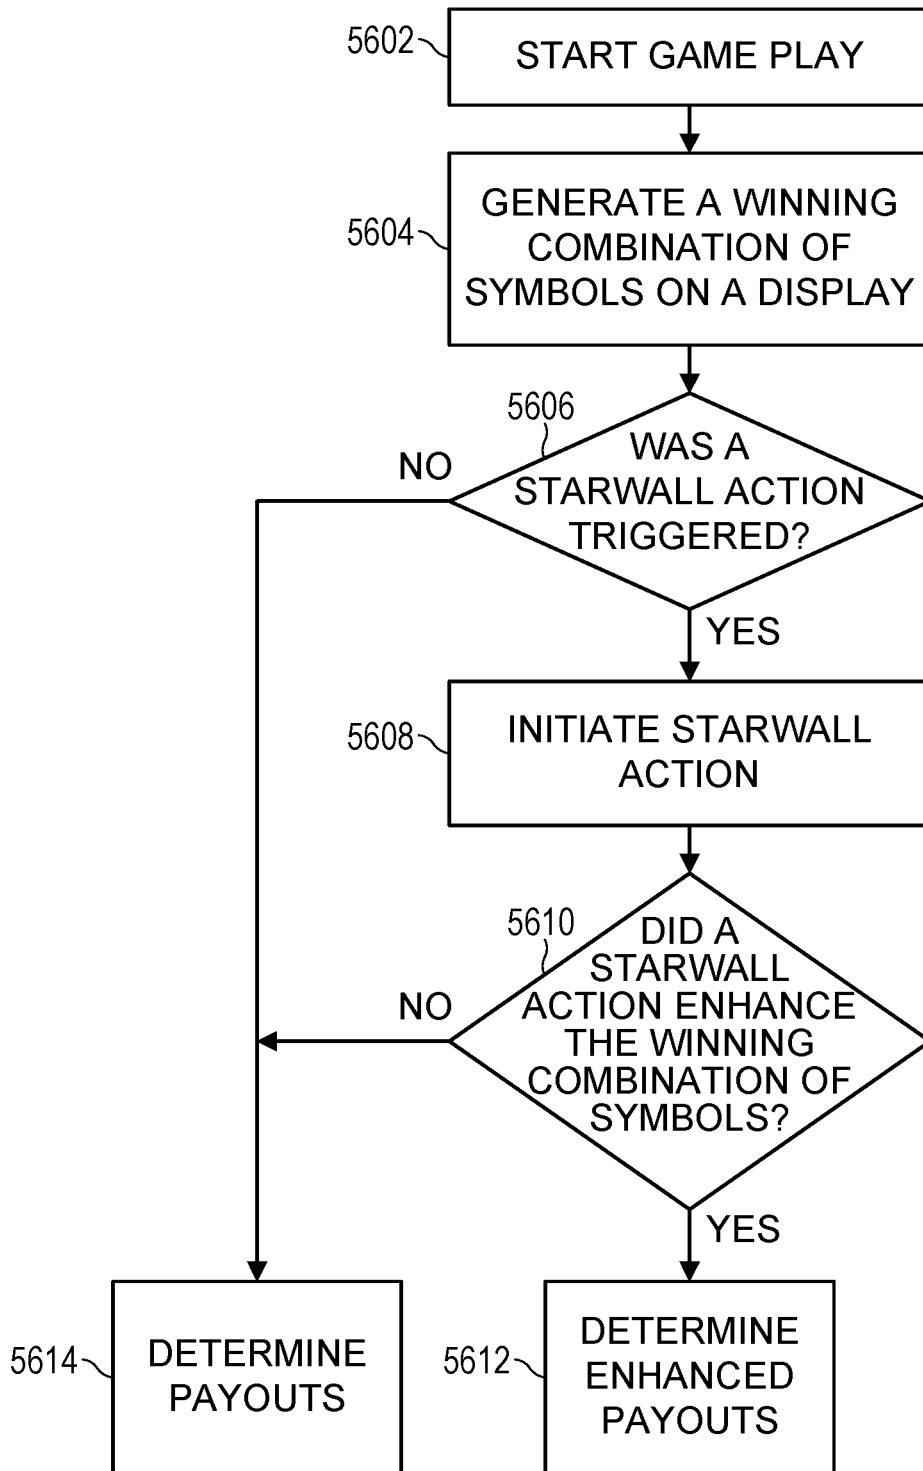 5602
START GAME PLAY
5604
GENERATE A WINNING
COMBINATION OF
SYMBOLS ON A DISPLAY
5606
NO
WAS A
STARWALL ACTION
TRIGGERED?
YES
5608
INITIATE STARWALL
ACTION
5610
NO
DID A
STARWALL
ACTION ENHANCE
THE WINNING
COMBINATION OF
SYMBOLS?
YES
5614
DETERMINE
PAYOUTS
5612
DETERMINE
ENHANCED
PAYOUTS